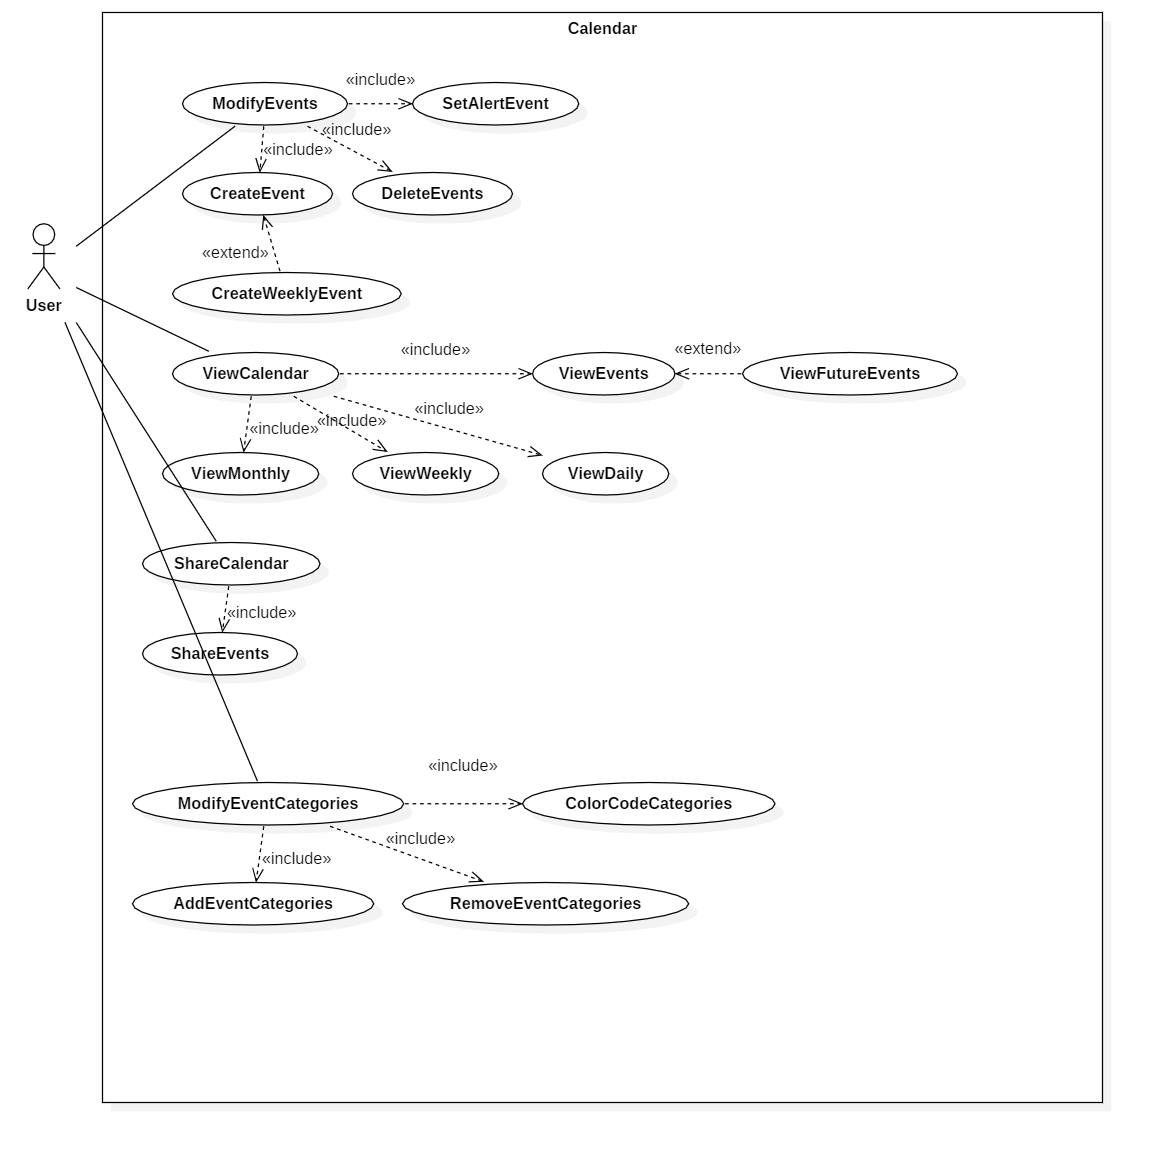 Calendar
«include»
ModifyEvents
SetAlertEvent
«include»
«include»
CreateEvent
DeleteEvents
«extend»
CreateWeeklyEvent
User
«include»
«extend»
ViewCalendar
ViewEvents
ViewFutureEvents
«include»
«include»
«include»
ViewMonthly
ViewWeekly
ViewDaily
ShareCalendar
«include»
ShareEvents
«include»
ModifyEventCategories
ColorCodeCategories
«include»
«include»
AddEventCategories
RemoveEventCategories